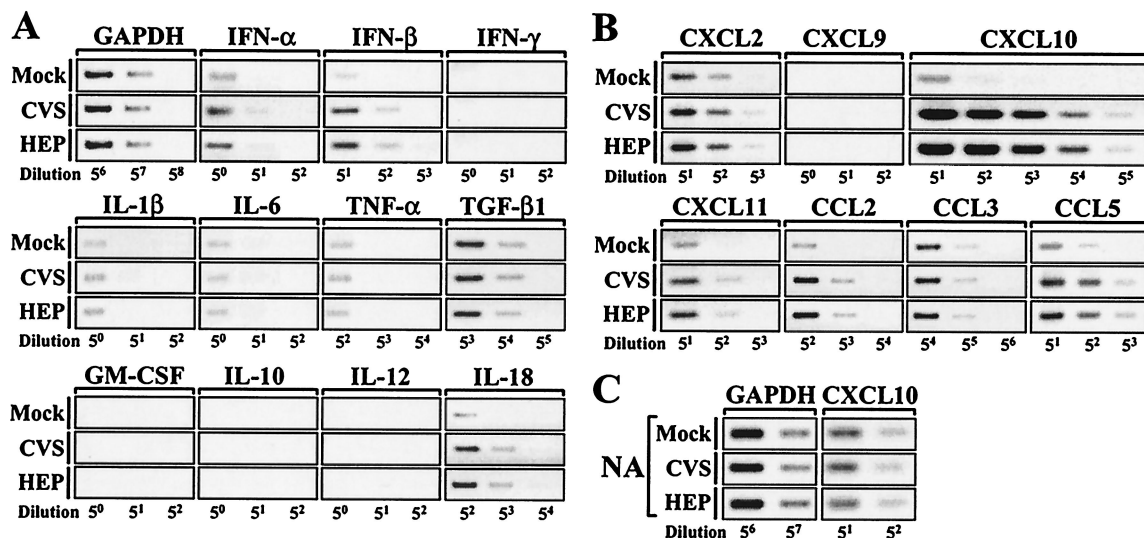 A
GAPDH IFN-α IFN-β IFN-γ
Mock
CVS
HEP
Dilution 5⁶ 5⁷ 5⁸ 5⁰ 5¹ 5² 5¹ 5² 5³ 5⁰ 5¹ 5²
IL-1β IL-6 TNF-α TGF-β1
Mock
CVS
HEP
Dilution 5⁰ 5¹ 5² 5⁰ 5¹ 5² 5² 5³ 5⁴ 5³ 5⁴ 5⁵
GM-CSF IL-10 IL-12 IL-18
Mock
CVS
HEP
Dilution 5⁰ 5¹ 5² 5⁰ 5¹ 5² 5⁰ 5¹ 5² 5² 5³ 5⁴
B
CXCL2 CXCL9 CXCL10
Mock
CVS
HEP
Dilution 5¹ 5² 5³ 5⁰ 5¹ 5² 5¹ 5² 5³ 5⁴ 5⁵
CXCL11 CCL2 CCL3 CCL5
Mock
CVS
HEP
Dilution 5¹ 5² 5³ 5² 5³ 5⁴ 5⁴ 5⁵ 5⁶ 5¹ 5² 5³
C
GAPDH CXCL10
NA
Mock
CVS
HEP
Dilution 5⁶ 5⁷ 5¹ 5²